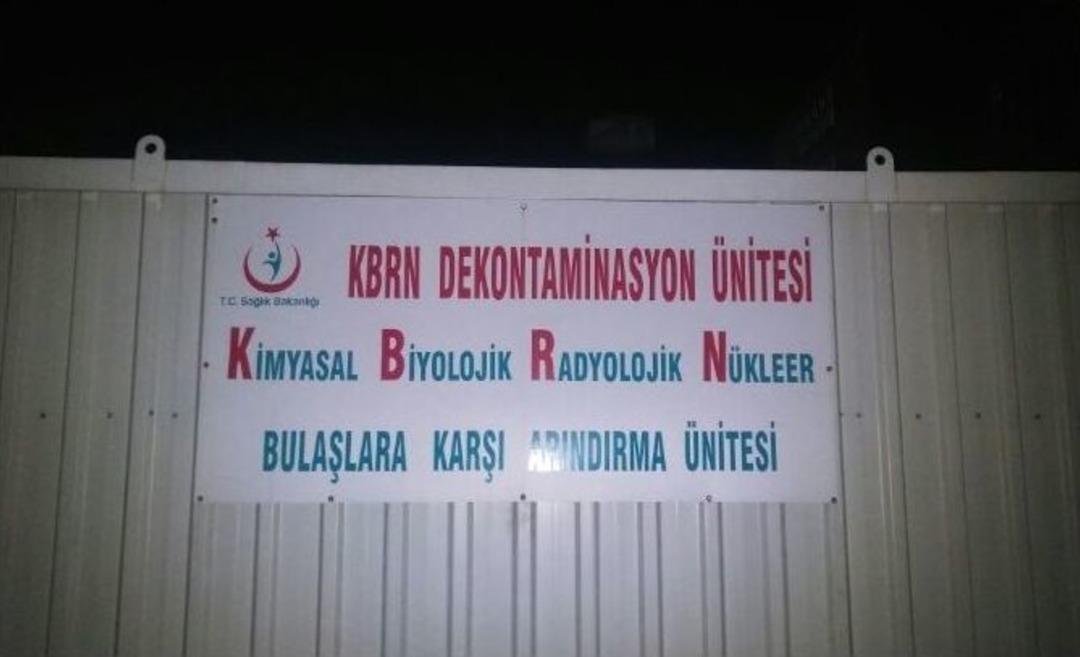 KBRN DEKONTAMİNASYON ÜNİTESİ
T.C. Sağlık Bakanlığı
KİMYASAL BİYOLOJİK RADYOLOJİK NÜKLEER
BULAŞLARA KARŞI ARINDIRMA ÜNİTESİ